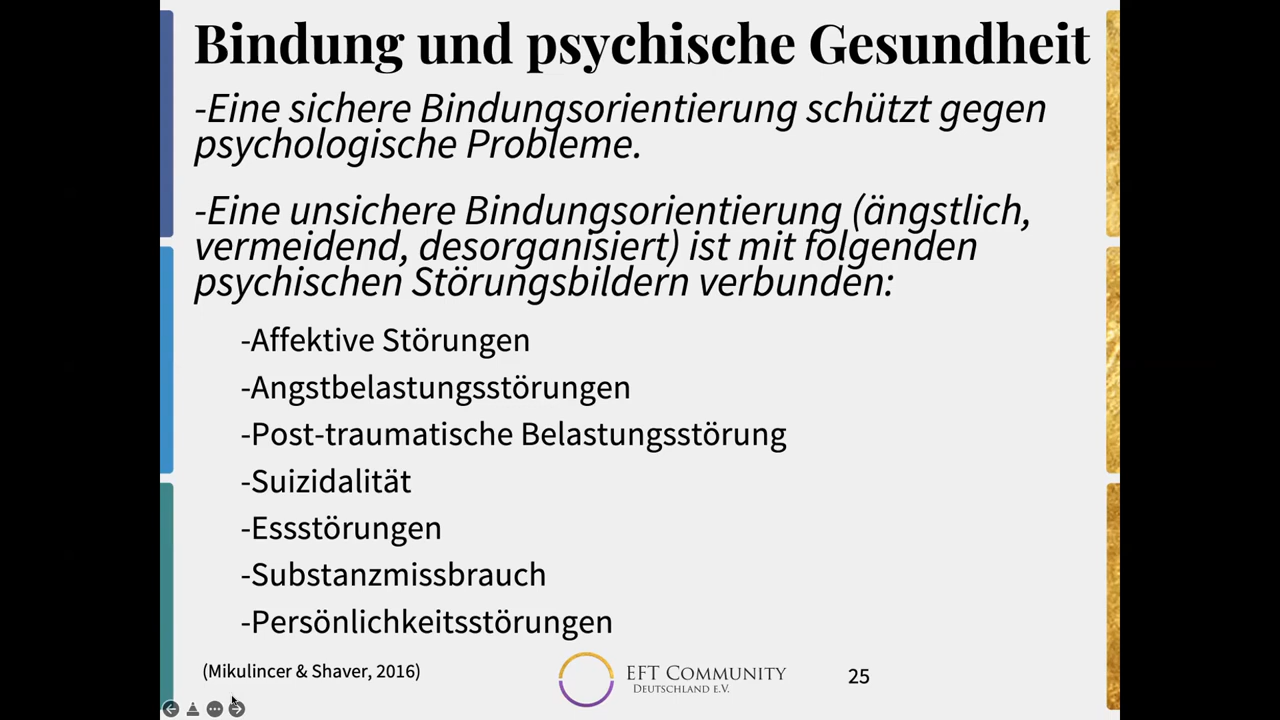 Bindung und psychische Gesundheit
-Eine sichere Bindungsorientierung schützt gegen
psychologische Probleme.
-Eine unsichere Bindungsorientierung (ängstlich,
vermeidend, desorganisiert) ist mit folgenden
psychischen Störungsbildern verbunden:
-Affektive Störungen
-Angstbelastungsstörungen
-Post-traumatische Belastungsstörung
-Suizidalität
-Essstörungen
-Substanzmissbrauch
-Persönlichkeitsstörungen
(Mikulincer & Shaver, 2016)
EFT Community
Deutschland e.V.
25